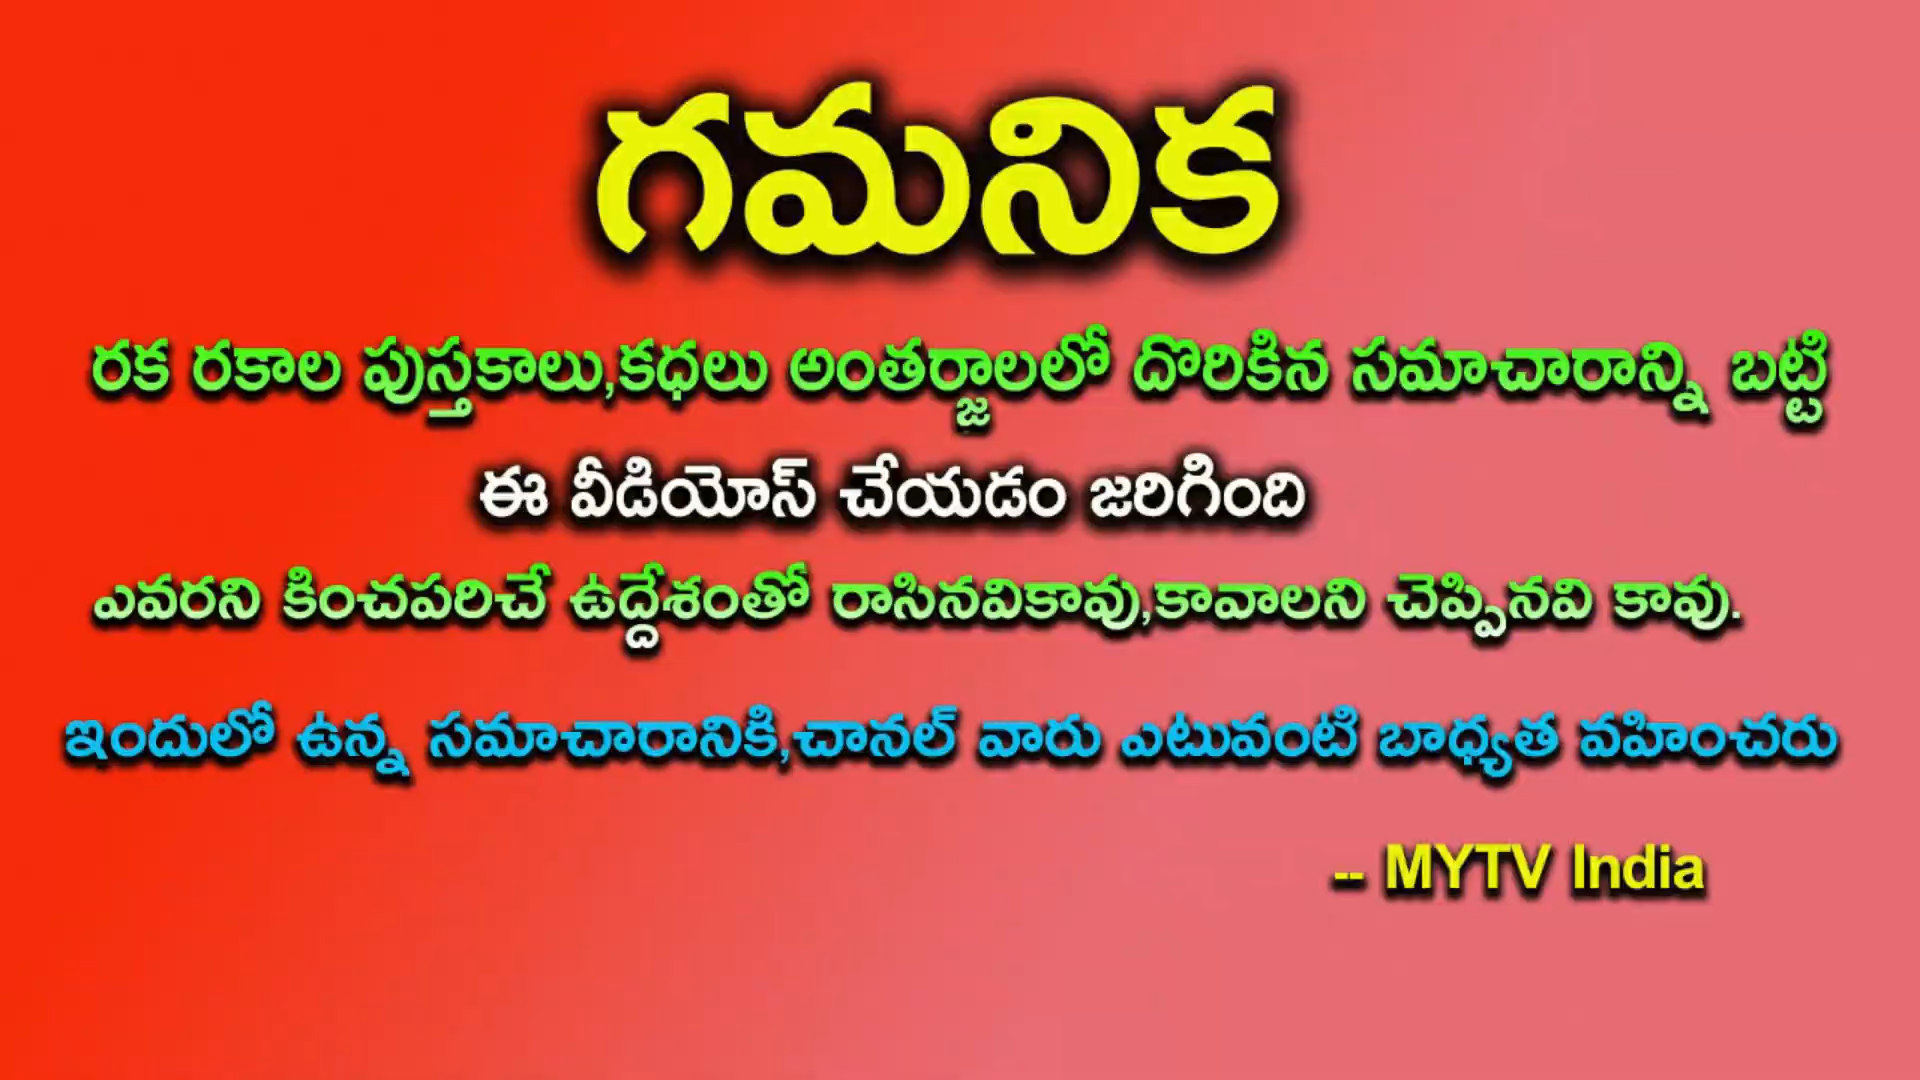 గమనిక
రక రకాల పుస్తకాలు,కధలు అంతర్జాలలో దొరికిన సమాచారాన్ని బట్టి
ఈ వీడియోస్ చేయడం జరిగింది
ఎవరని కించపరిచే ఉద్దేశంతో రాసినవికావు,కావాలని చెప్పినవి కావు.
ఇందులో ఉన్న సమాచారానికి,చానల్ వారు ఎటువంటి బాధ్యత వహించరు
-- MYTV India